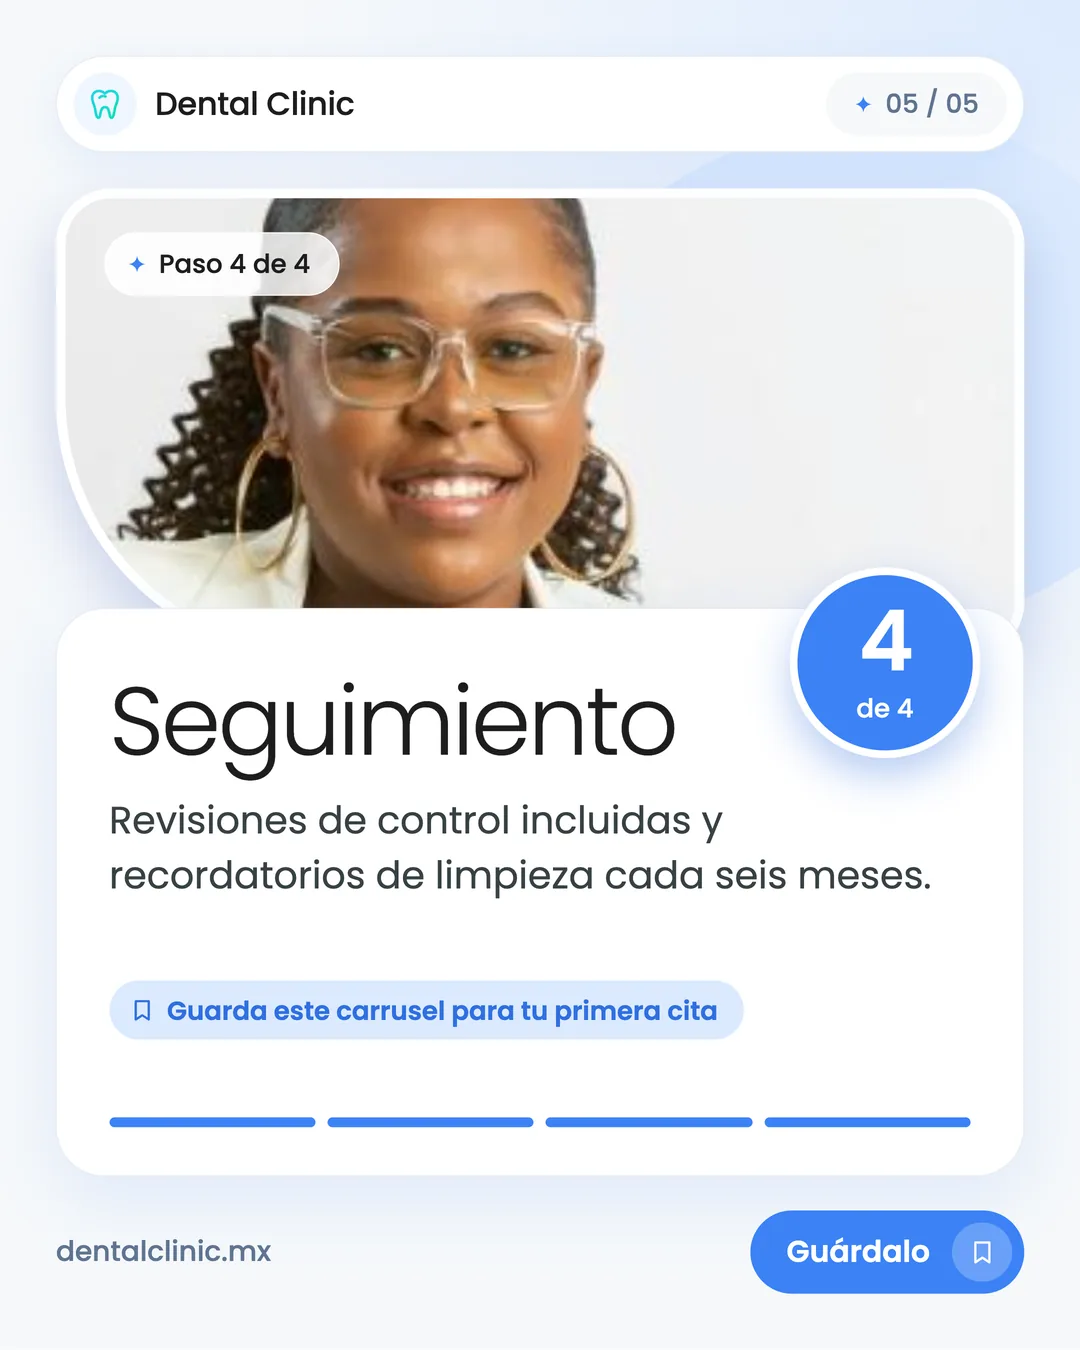 Dental Clinic
05 / 05
Paso 4 de 4
4
de 4
Seguimiento
Revisiones de control incluidas y
recordatorios de limpieza cada seis meses.
Guarda este carrusel para tu primera cita
dentalclinic.mx
Guárdalo